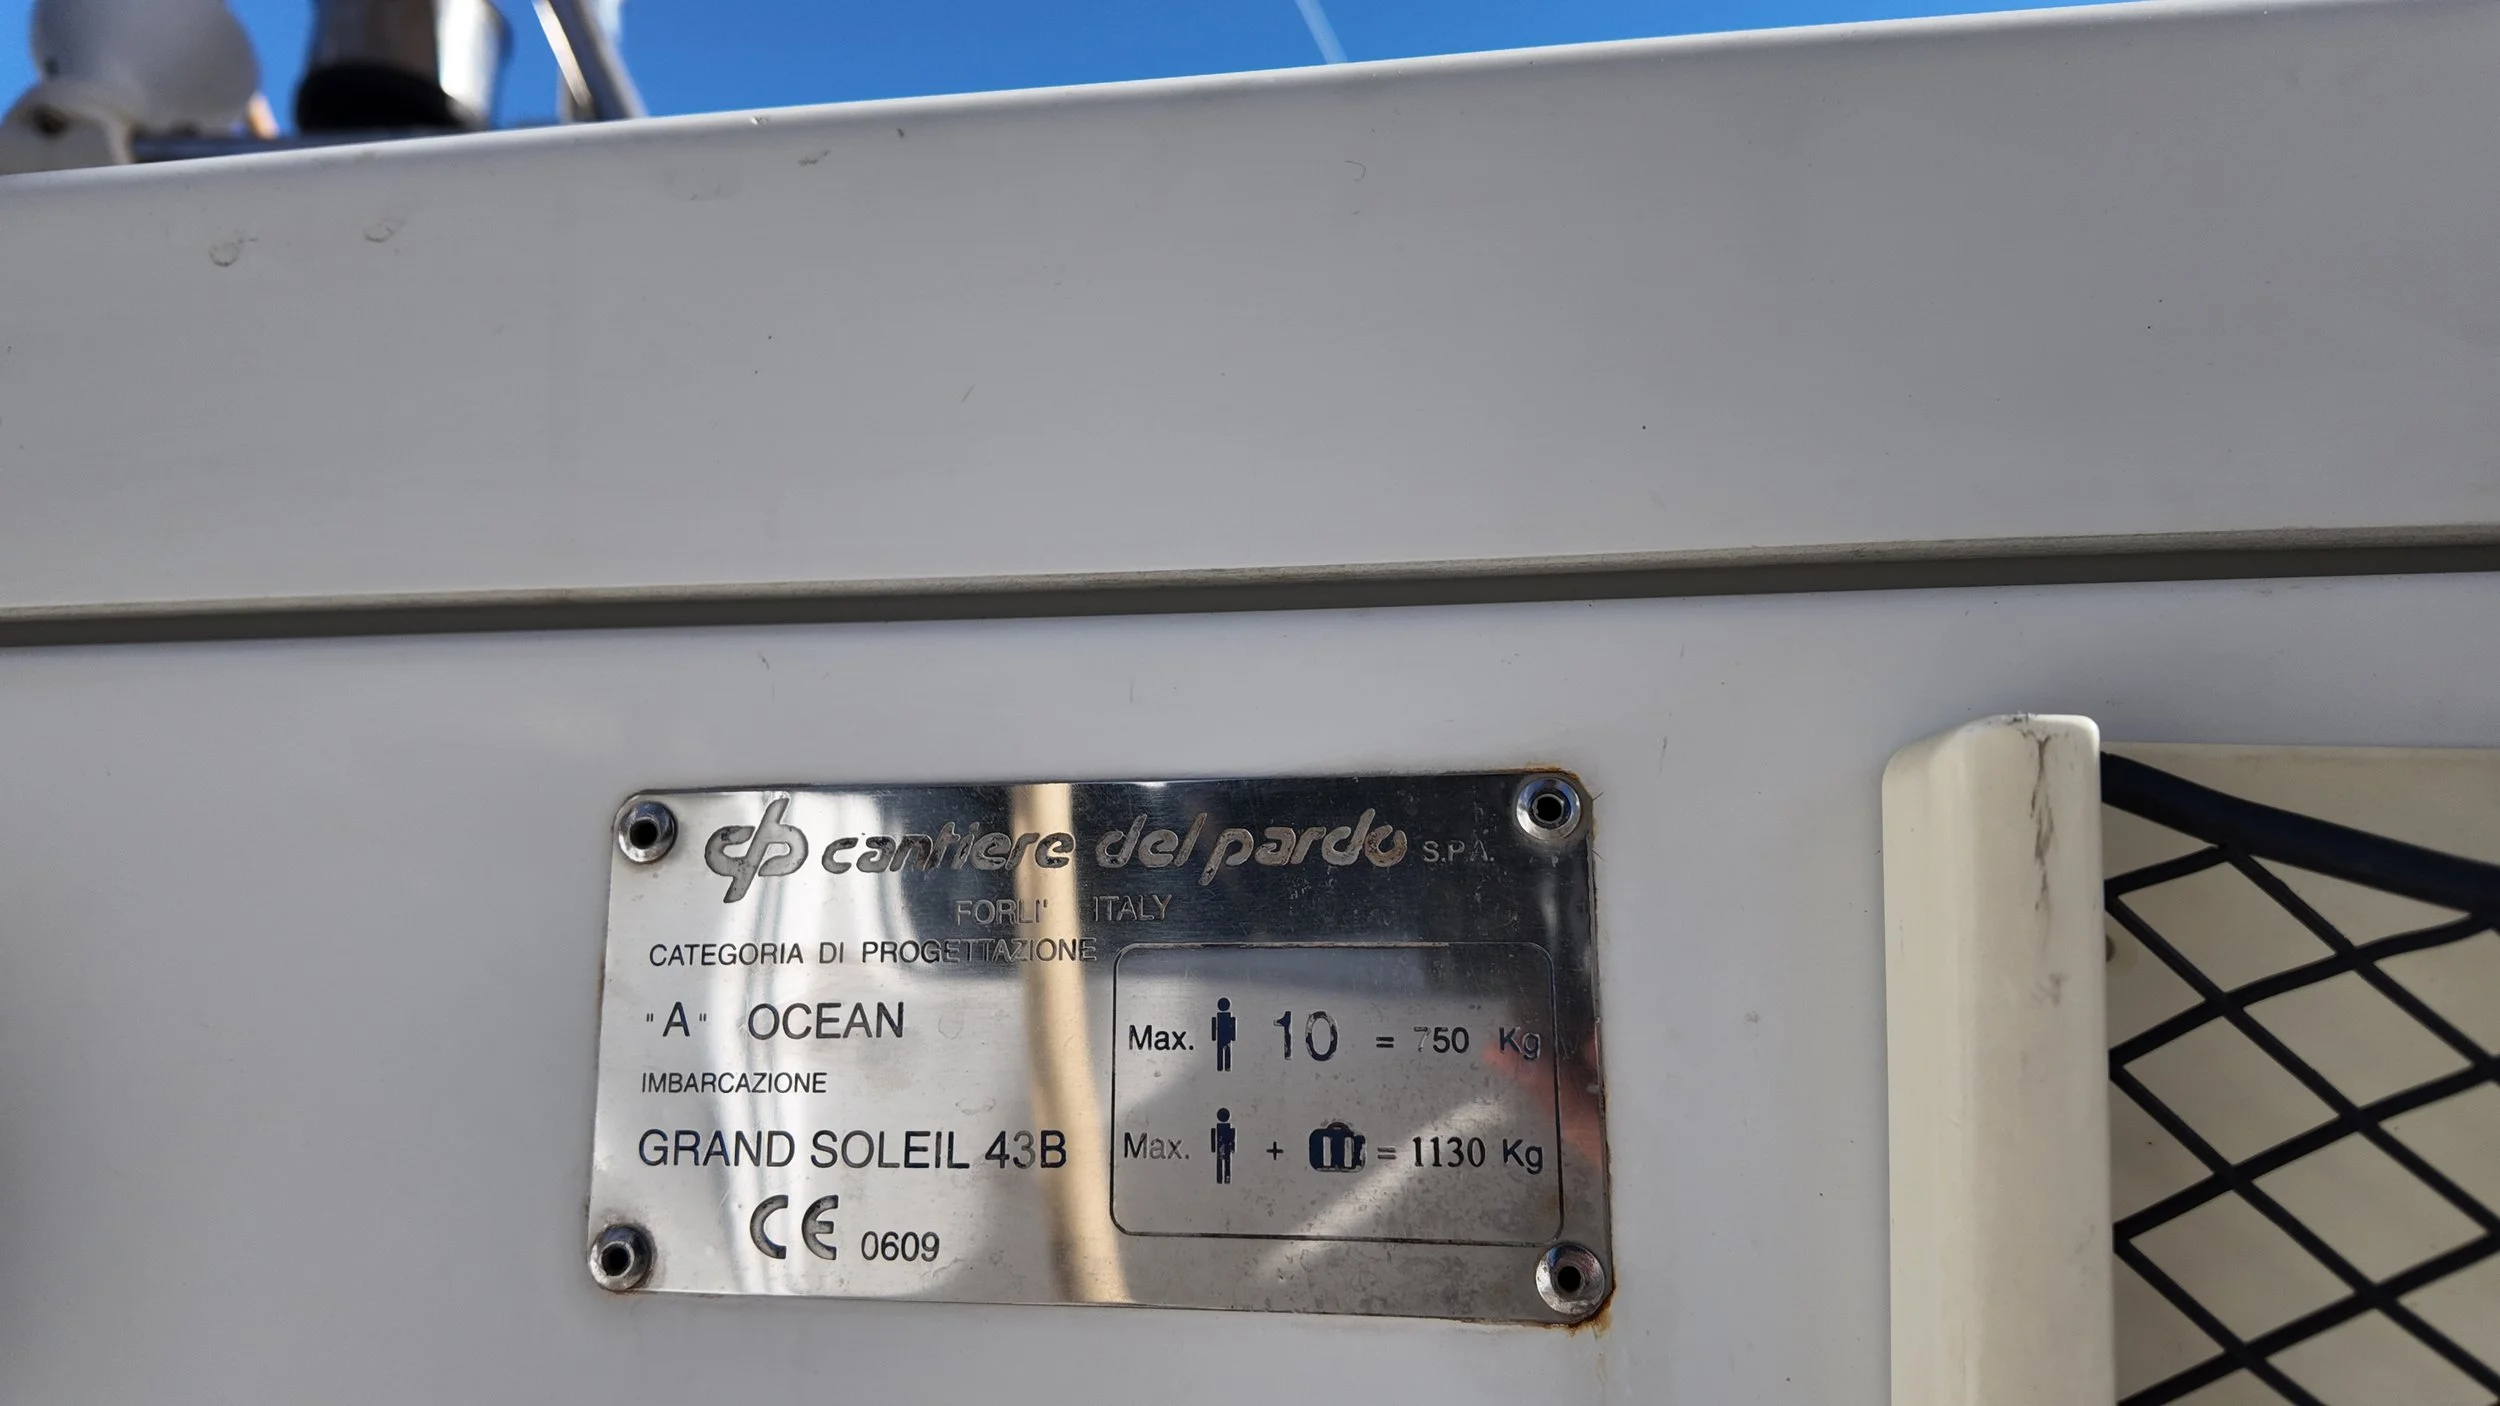 cantiere del pardo S.P.A.
FORLI' ITALY
CATEGORIA DI PROGETTAZIONE
"A" OCEAN
IMBARCAZIONE
GRAND SOLEIL 43B
CE 0609
Max. 10 = 750 Kg
Max. + = 1130 Kg